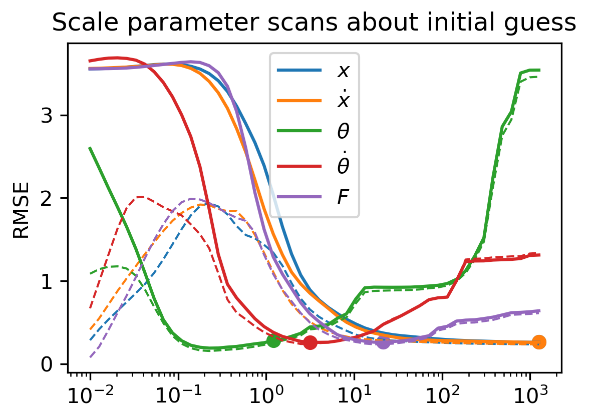 Scale parameter scans about initial guess
RMSE
3
2
1
0
x
ẋ
θ
θ̇
F
10⁻² 10⁻¹ 10⁰ 10¹ 10² 10³